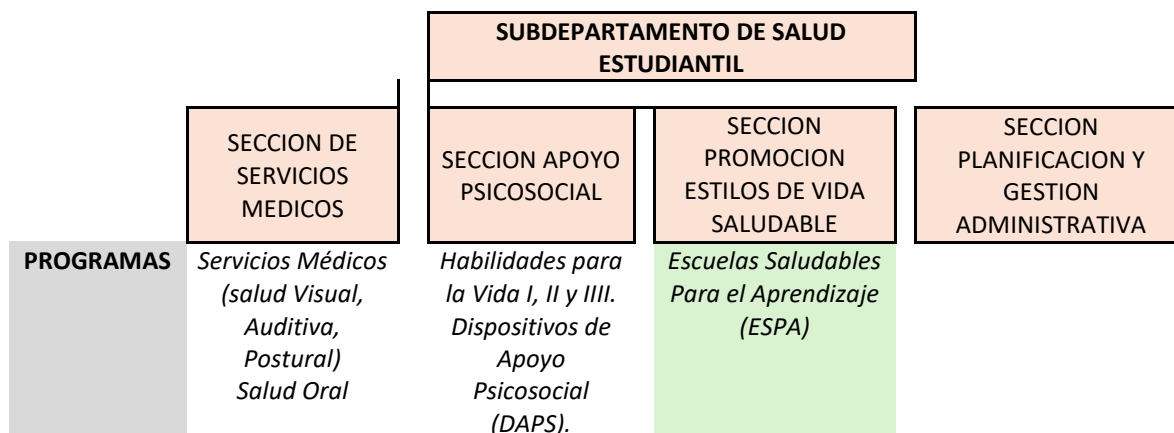 SUBDEPARTAMENTO DE SALUD
ESTUDIANTIL
SECCION DE
SERVICIOS
MEDICOS
SECCION APOYO
PSICOSOCIAL
SECCION
PROMOCION
ESTILOS DE VIDA
SALUDABLE
SECCION
PLANIFICACION Y
GESTION
ADMINISTRATIVA
PROGRAMAS
Servicios Médicos
(salud Visual,
Auditiva,
Postural)
Salud Oral
Habilidades para
la Vida I, II y IIII.
Dispositivos de
Apoyo
Psicosocial
(DAPS).
Escuelas Saludables
Para el Aprendizaje
(ESPA)